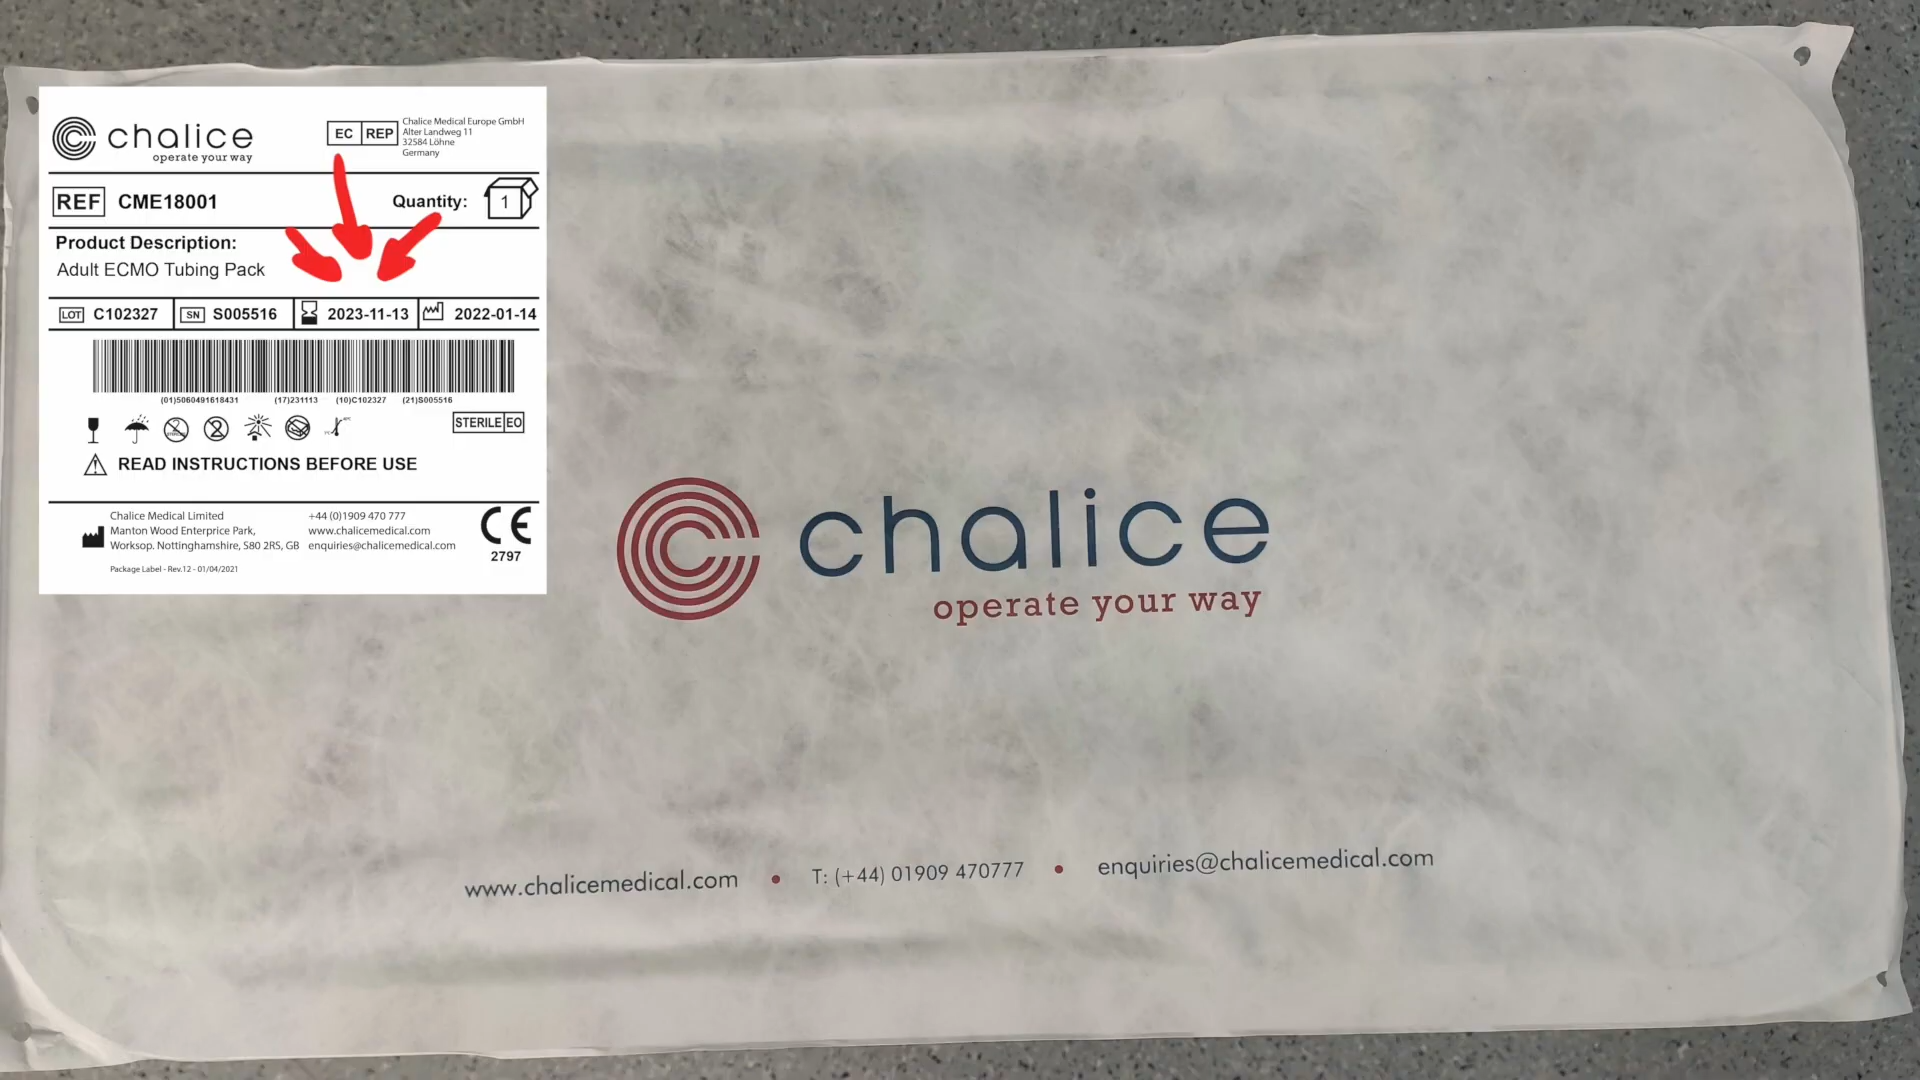 chalice
operate your way
EC REP
Chalice Medical Europe GmbH
Alter Landweg 11
32584 Löhne
Germany
REF CME18001
Quantity: 1
Product Description:
Adult ECMO Tubing Pack
LOT C102327 SN S005516 2023-11-13 2022-01-14
(01)5060491618431 (17)231113 (10)C102327 (21)S005516
STERILE EO
READ INSTRUCTIONS BEFORE USE
Chalice Medical Limited
Manton Wood Enterprice Park,
Worksop. Nottinghamshire, S80 2RS, GB
+44 (0)1909 470 777
www.chalicemedical.com
enquiries@chalicemedical.com
2797
Package Label - Rev.12 - 01/04/2021
chalice
operate your way
www.chalicemedical.com • T: (+44) 01909 470777 • enquiries@chalicemedical.com